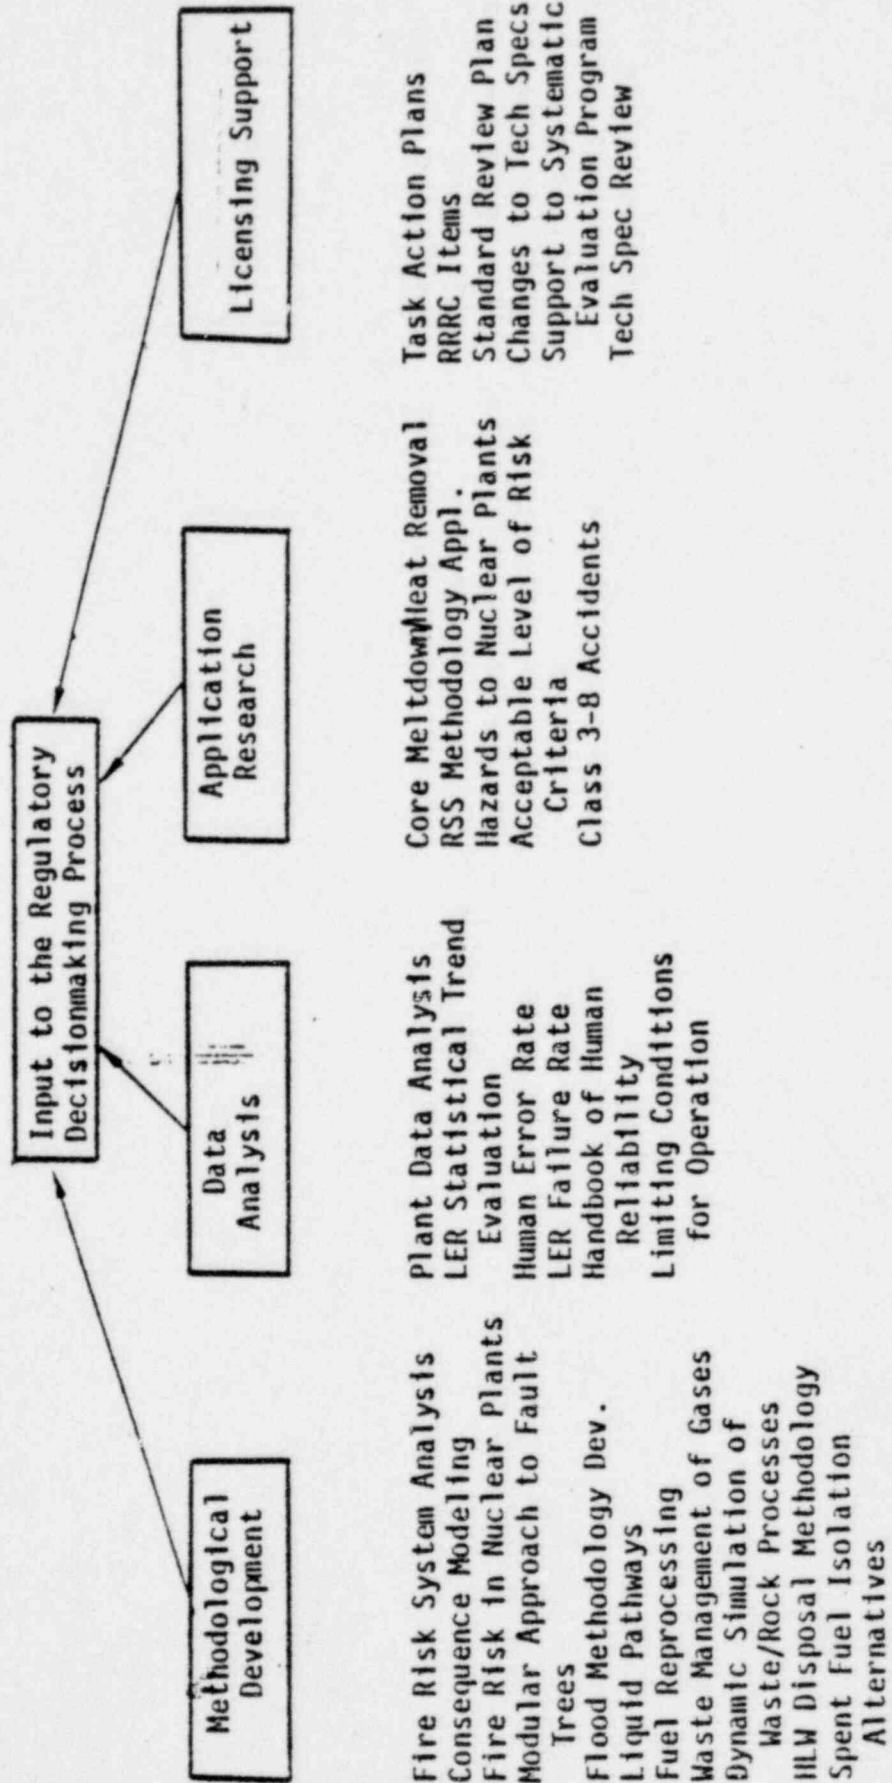 Input to the Regulatory
Decisionmaking Process
Methodological
Development
Data
Analysis
Application
Research
Licensing Support
Fire Risk System Analysis
Consequence Modeling
Fire Risk in Nuclear Plants
Modular Approach to Fault
Trees
Flood Methodology Dev.
Liquid Pathways
Fuel Reprocessing
Waste Management of Gases
Dynamic Simulation of
Waste/Rock Processes
HLW Disposal Methodology
Spent Fuel Isolation
Alternatives
Plant Data Analysis
LER Statistical Trend
Evaluation
Human Error Rate
LER Failure Rate
Handbook of Human
Reliability
Limiting Conditions
for Operation
Core Meltdown/Heat Removal
RSS Methodology Appl.
Hazards to Nuclear Plants
Acceptable Level of Risk
Criteria
Class 3-8 Accidents
Task Action Plans
RRRC Items
Standard Review Plan
Changes to Tech Specs
Support to Systematic
Evaluation Program
Tech Spec Review